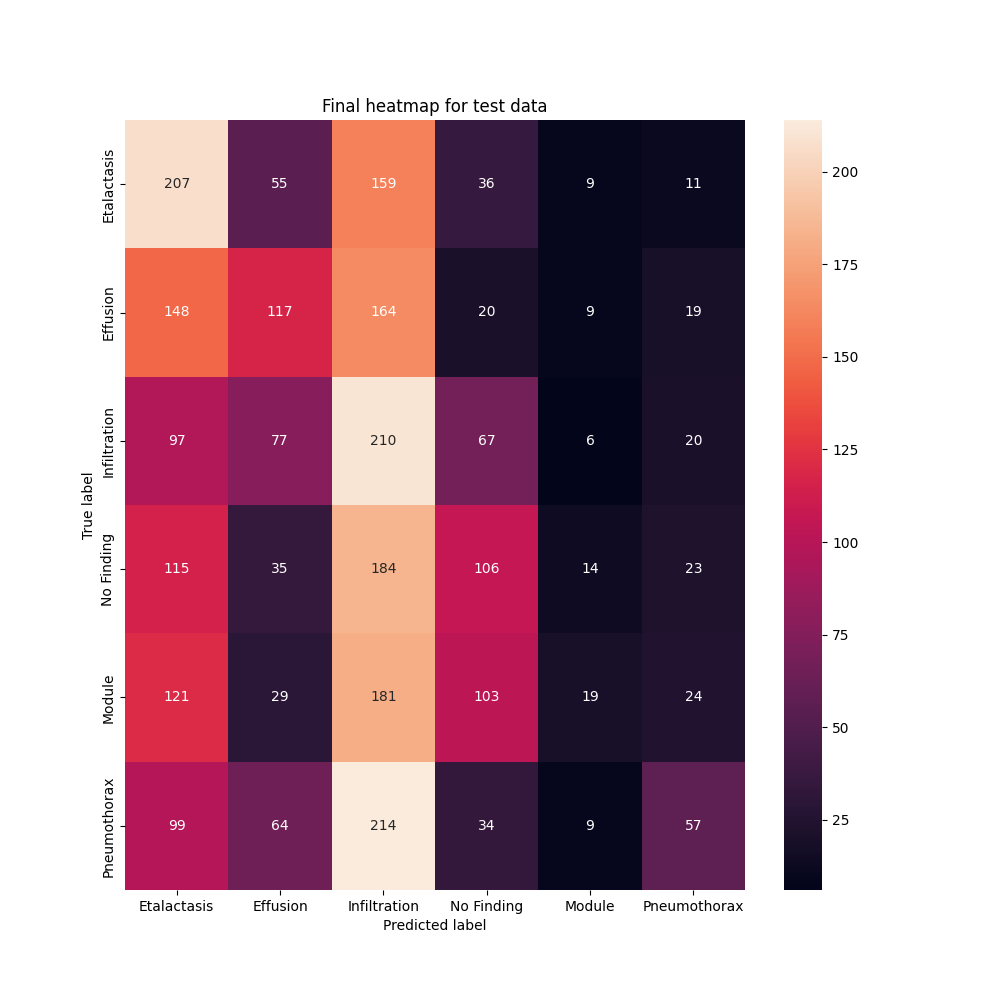 Final heatmap for test data
True label
Etalactasis 207 55 159 36 9 11
Effusion 148 117 164 20 9 19
Infiltration 97 77 210 67 6 20
No Finding 115 35 184 106 14 23
Module 121 29 181 103 19 24
Pneumothorax 99 64 214 34 9 57
Etalactasis Effusion Infiltration No Finding Module Pneumothorax
Predicted label
200
175
150
125
100
75
50
25